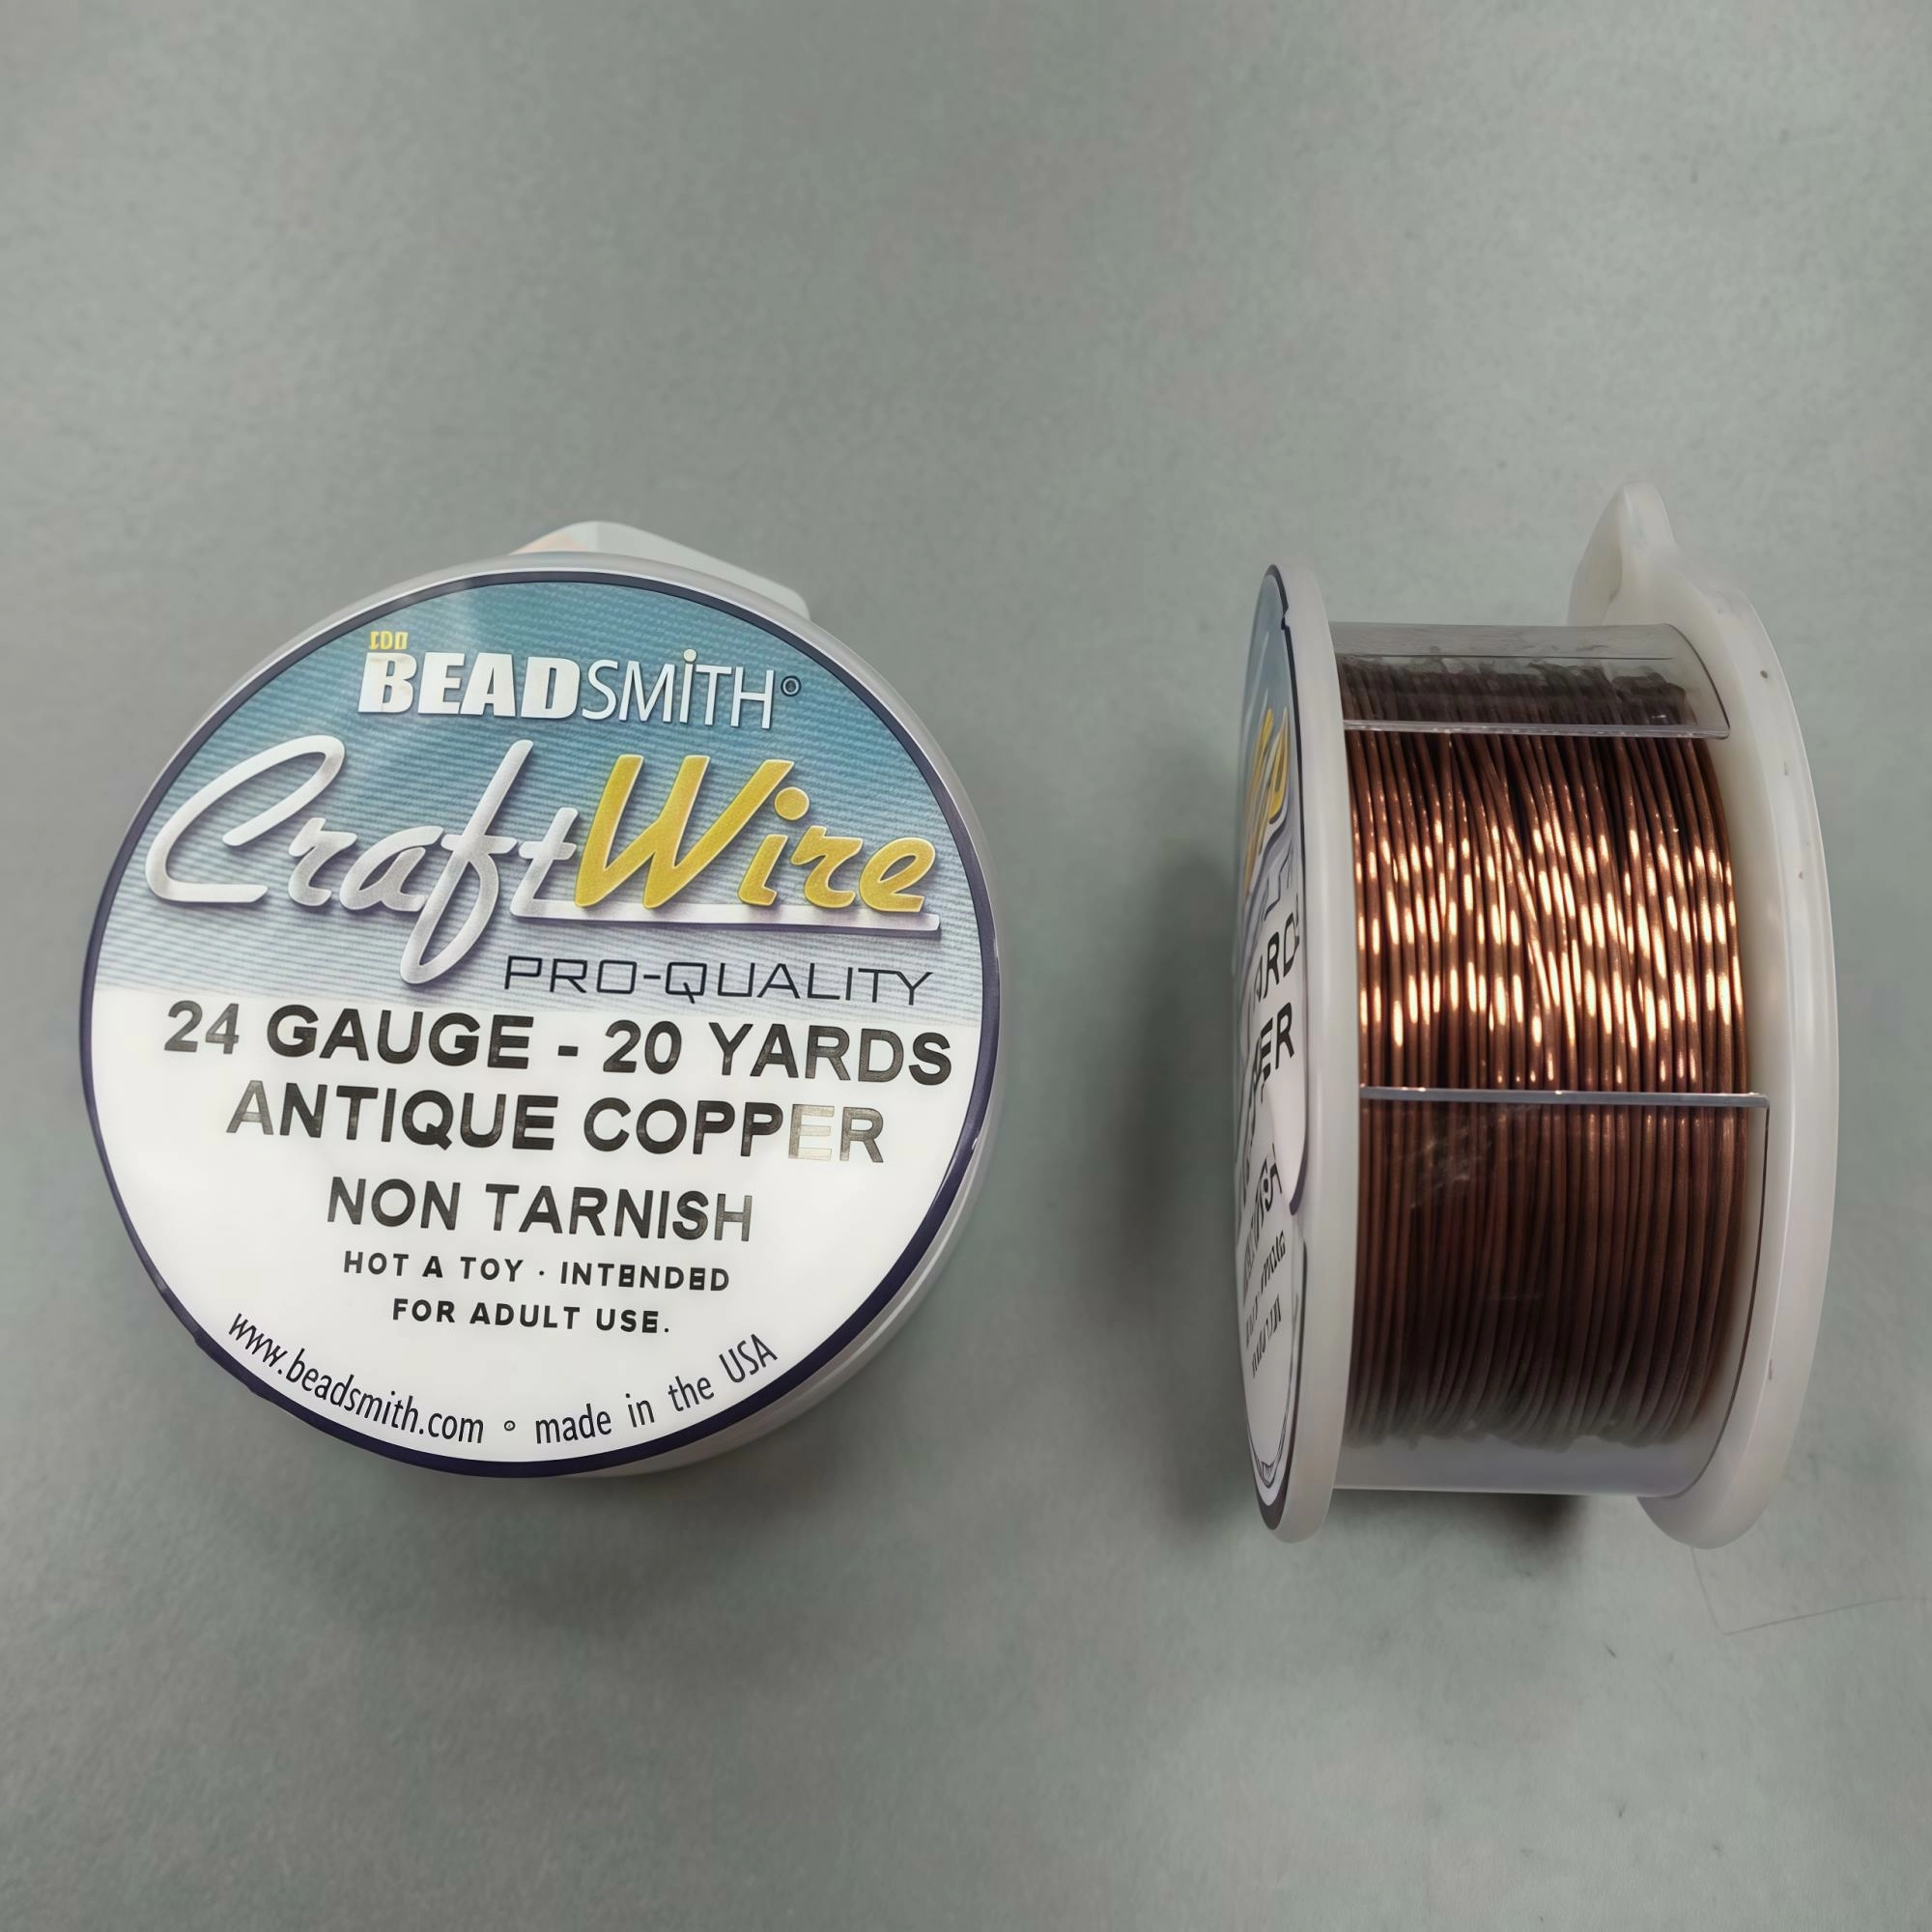 BEADSMITH®
CraftWire
PRO-QUALITY
24 GAUGE - 20 YARDS
ANTIQUE COPPER
NON TARNISH
HOT A TOY · INTENDED
FOR ADULT USE.
www.beadsmith.com ° made in the USA
ER